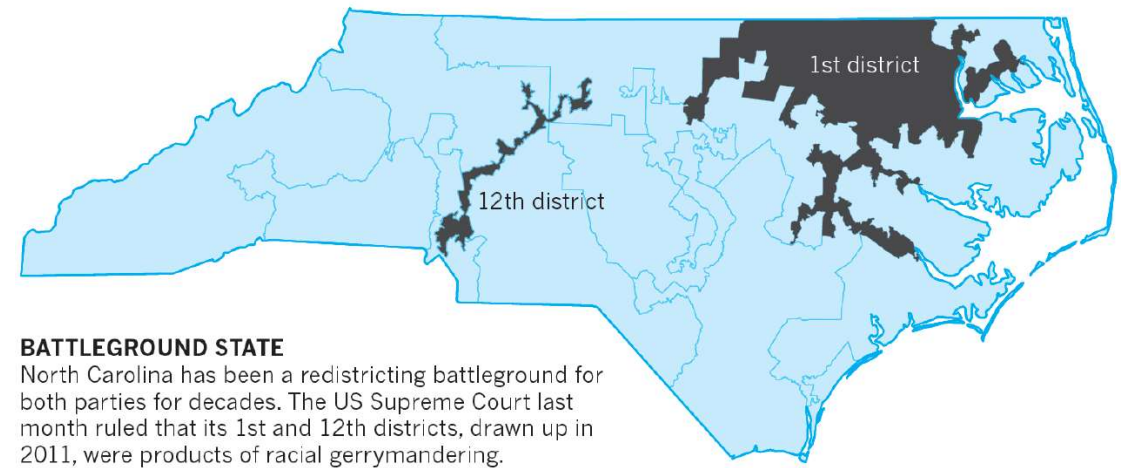 1st district
12th district
BATTLEGROUND STATE
North Carolina has been a redistricting battleground for
both parties for decades. The US Supreme Court last
month ruled that its 1st and 12th districts, drawn up in
2011, were products of racial gerrymandering.